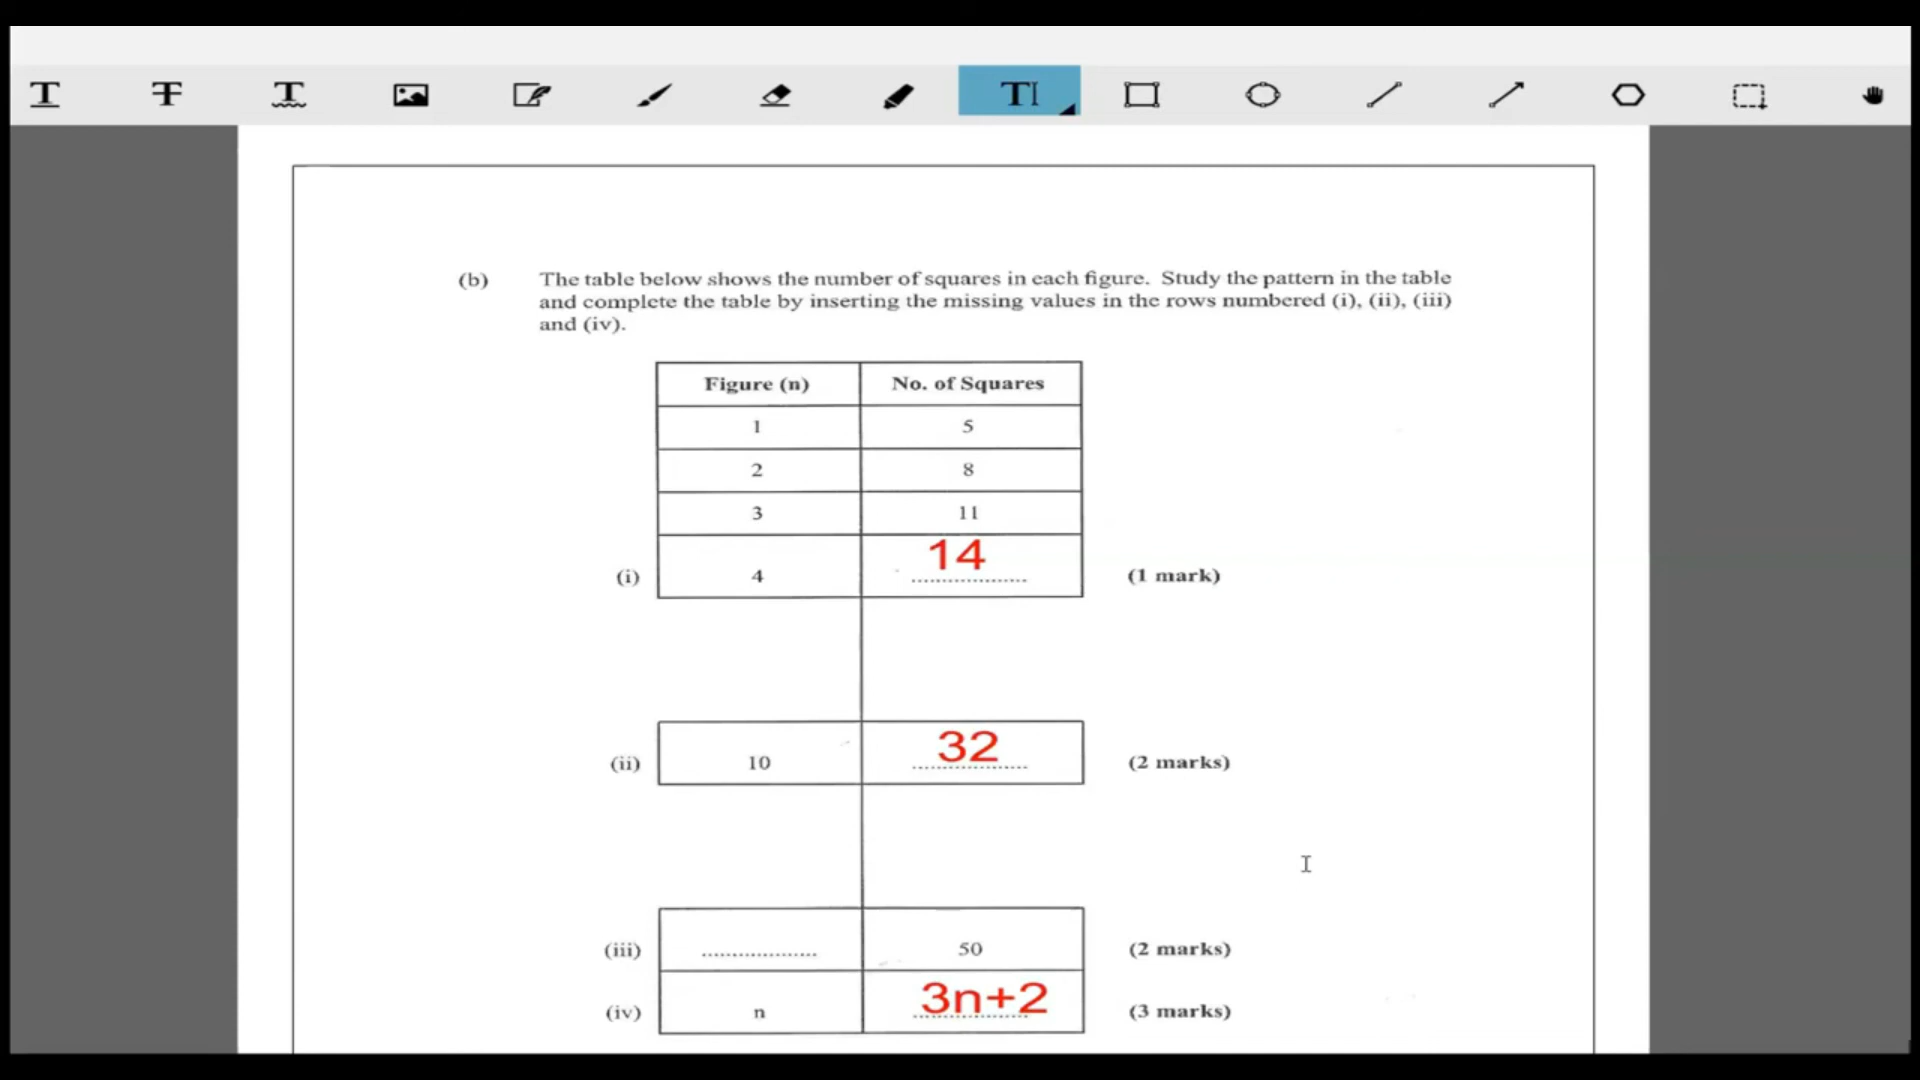 (b) The table below shows the number of squares in each figure. Study the pattern in the table
and complete the table by inserting the missing values in the rows numbered (i), (ii), (iii)
and (iv).
Figure (n) No. of Squares
1 5
2 8
3 11
(i) 4 14 (1 mark)
(ii) 10 32 (2 marks)
(iii) .................... 50 (2 marks)
(iv) n 3n+2 (3 marks)